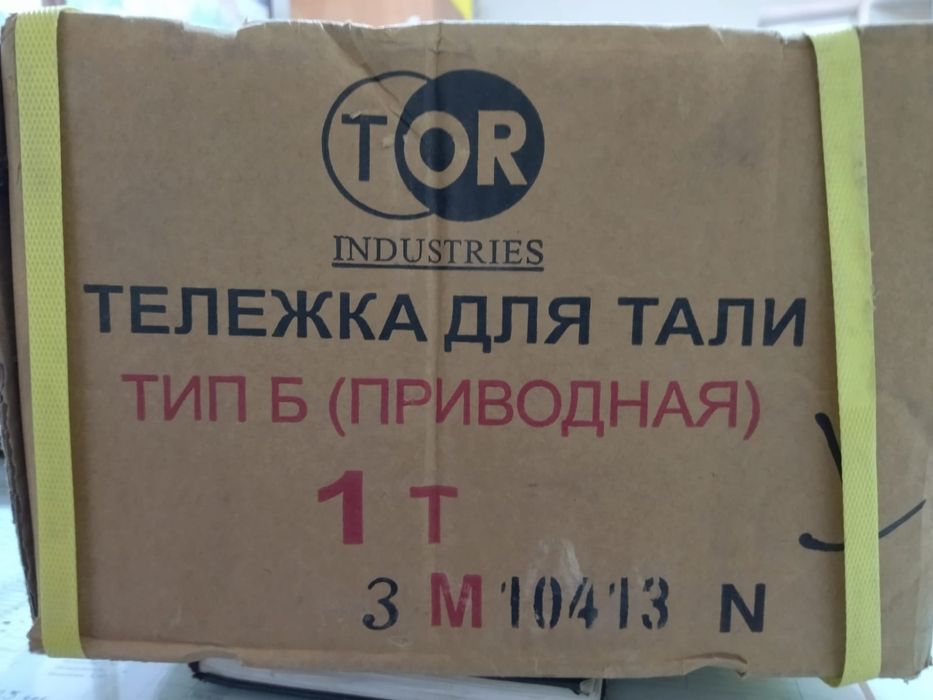 TOR
INDUSTRIES
ТЕЛЕЖКА ДЛЯ ТАЛИ
ТИП Б (ПРИВОДНАЯ)
1 Т
3 М 10413 N